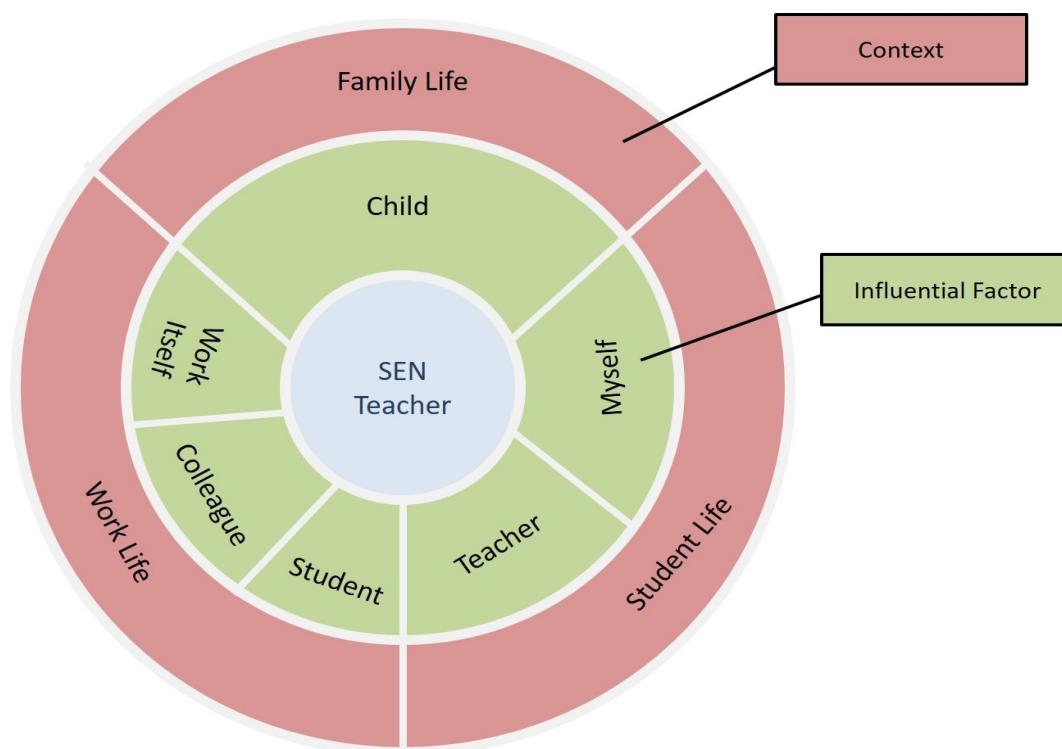 Context
Family Life
Child
Influential Factor
Work
Itself
SEN
Teacher
Myself
Colleague
Work Life
Student
Teacher
Student Life